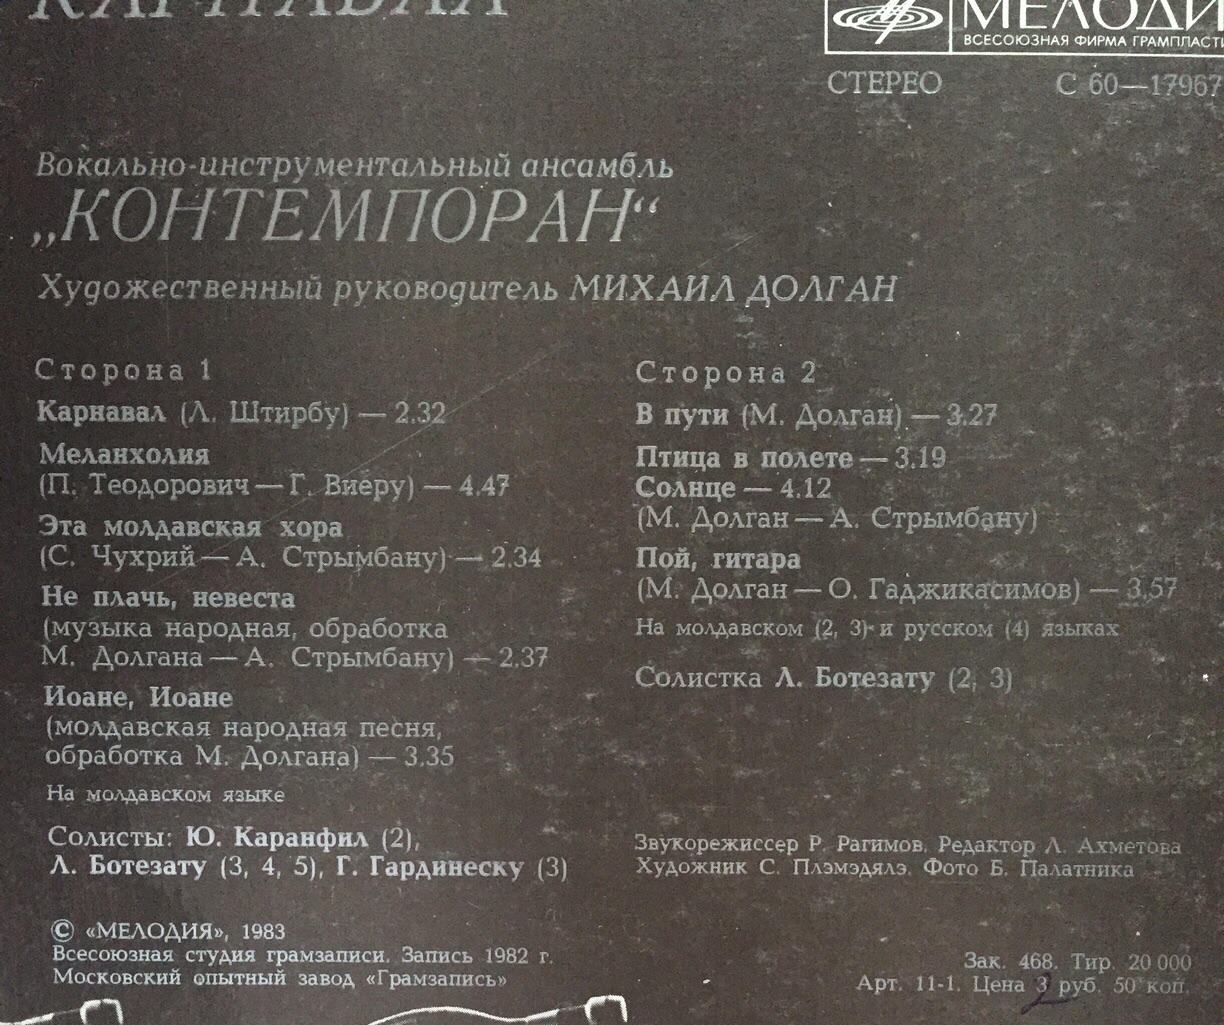 КАРНАВАЛ
МЕЛОДИ
ВСЕСОЮЗНАЯ ФИРМА ГРАМПЛАСТИ
СТЕРЕО С 60—17967
Вокально-инструментальный ансамбль
„КОНТЕМПОРАН“
Художественный руководитель МИХАИЛ ДОЛГАН
Сторона 1
Карнавал (Л. Штирбу) — 2.32
Меланхолия
(П. Теодорович — Г. Виеру) — 4.47
Эта молдавская хора
(С. Чухрий — А. Стрымбану) — 2.34
Не плачь, невеста
(музыка народная, обработка
М. Долгана — А. Стрымбану) — 2.37
Иоане, Иоане
(молдавская народная песня,
обработка М. Долгана) — 3.35
На молдавском языке
Солисты: Ю. Каранфил (2),
Л. Ботезату (3, 4, 5), Г. Гардинеску (3)
Сторона 2
В пути (М. Долган) — 3.27
Птица в полете — 3.19
Солнце — 4.12
(М. Долган — А. Стрымбану)
Пой, гитара
(М. Долган — О. Гаджикасимов) — 3.57
На молдавском (2, 3) и русском (4) языках
Солистка Л. Ботезату (2, 3)
Звукорежиссер Р. Рагимов. Редактор Л. Ахметова
Художник С. Плэмэдялэ. Фото Б. Палатника
© «МЕЛОДИЯ», 1983
Всесоюзная студия грамзаписи. Запись 1982 г.
Московский опытный завод «Грамзапись»
Зак. 468. Тир. 20 000
Арт. 11-1. Цена 3 руб. 50 коп.